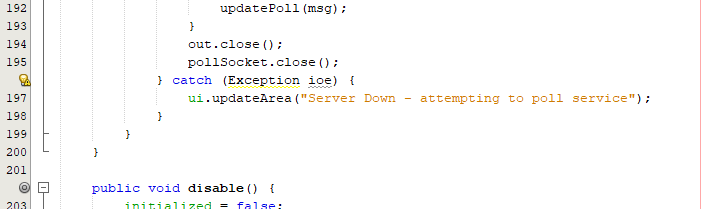 192 updatePoll(msg);
193 }
194 out.close();
195 pollSocket.close();
} catch (Exception ioe) {
197 ui.updateArea("Server Down - attempting to poll service");
198 }
199 }
200 }
201
public void disable() {
203 initialized = false;